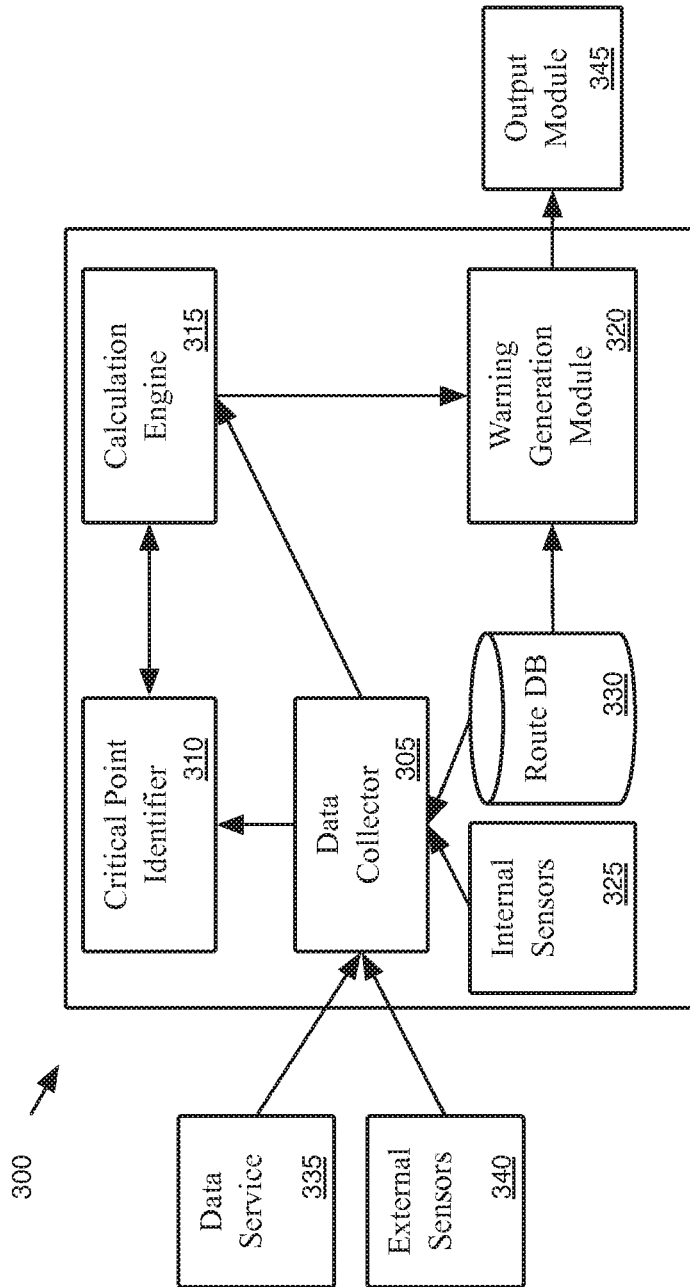 300
Data
Service
335
External
Sensors
340
Critical Point
Identifier
310
Data
Collector
305
Internal
Sensors
325
Route DB
330
Calculation
Engine
315
Warning
Generation
Module
320
Output
Module
345